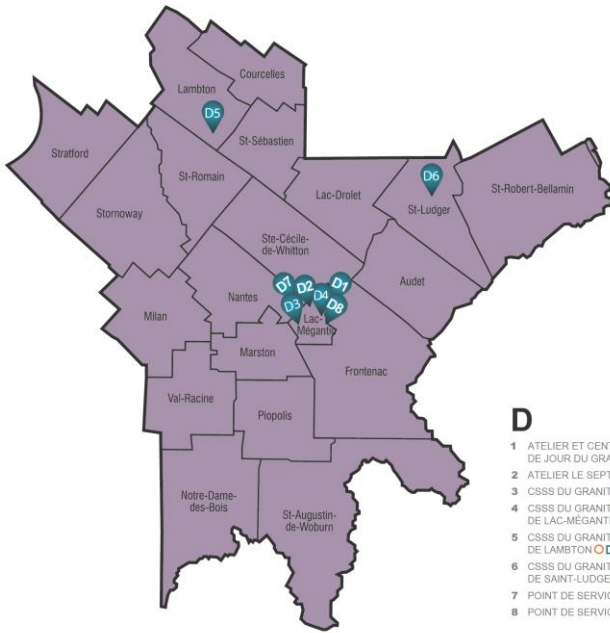 Courcelles
Lambton
D5
St-Sébastien
Stratford
St-Romain
D6
Lac-Drolet
St-Ludger
St-Robert-Bellamin
Stornoway
Ste-Cécile-
de-Whitton
Audet
D7
D2
D1
D4
Nantes
D3
D8
Milan
Lac-
Mégantic
Marston
Frontenac
Val-Racine
Piopolis
Notre-Dame-
des-Bois
St-Augustin-
de-Woburn
D
1 ATELIER ET CENT
DE JOUR DU GRA
2 ATELIER LE SEPT
3 CSSS DU GRANIT
4 CSSS DU GRANIT
DE LAC-MÉGANTI
5 CSSS DU GRANIT
DE LAMBTON D
6 CSSS DU GRANIT
DE SAINT-LUDGE
7 POINT DE SERVIC
8 POINT DE SERVIC